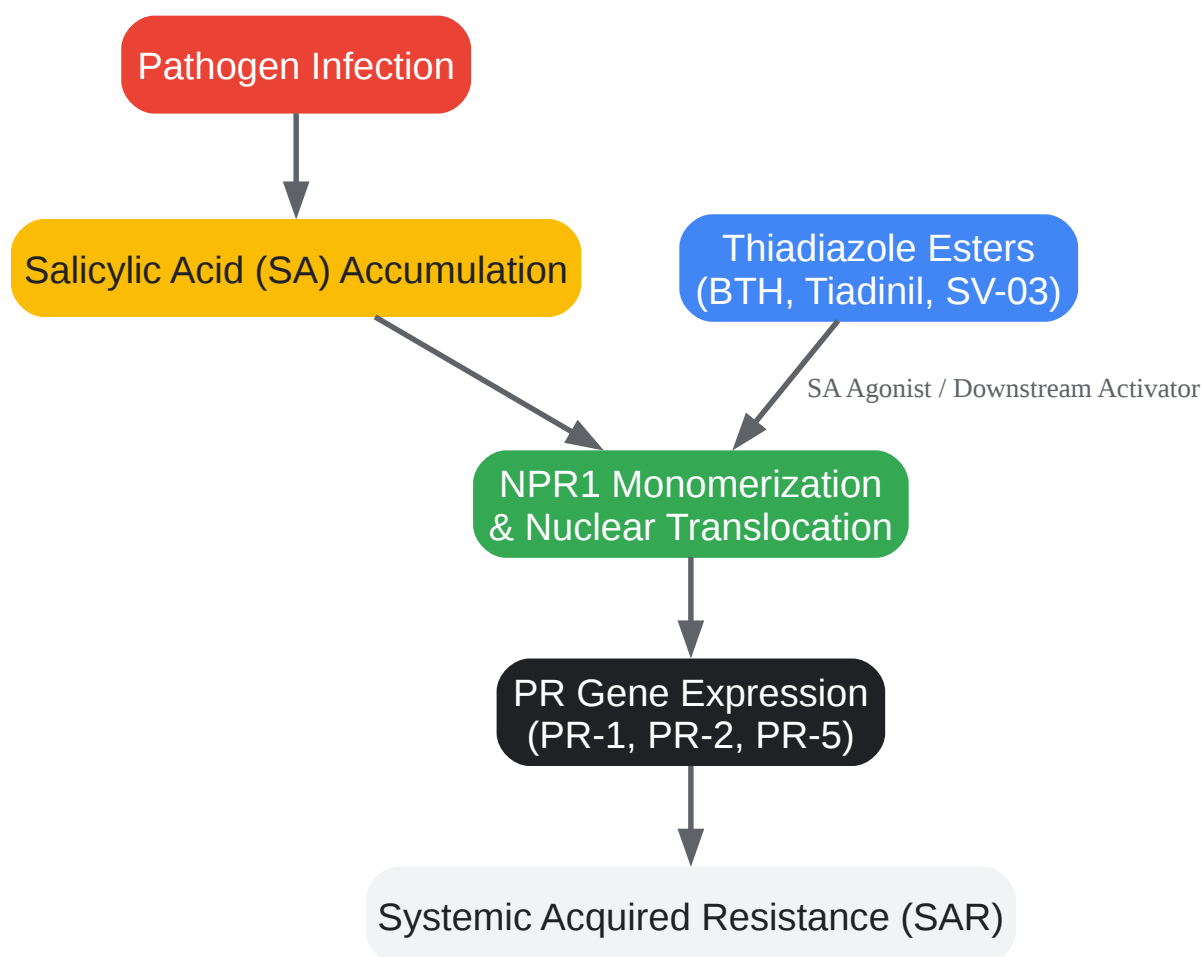 Pathogen Infection
Salicylic Acid (SA) Accumulation
Thiadiazole Esters
(BTH, Tiadinil, SV-03)
SA Agonist / Downstream Activator
NPR1 Monomerization
& Nuclear Translocation
PR Gene Expression
(PR-1, PR-2, PR-5)
Systemic Acquired Resistance (SAR)